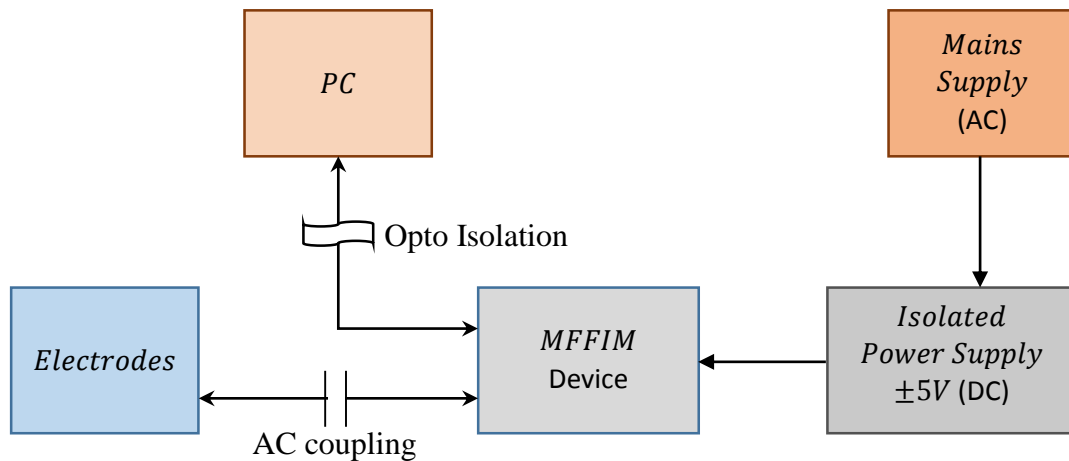 PC
Mains
Supply
(AC)
Opto Isolation
Electrodes
MFFIM
Device
Isolated
Power Supply
±5V (DC)
AC coupling